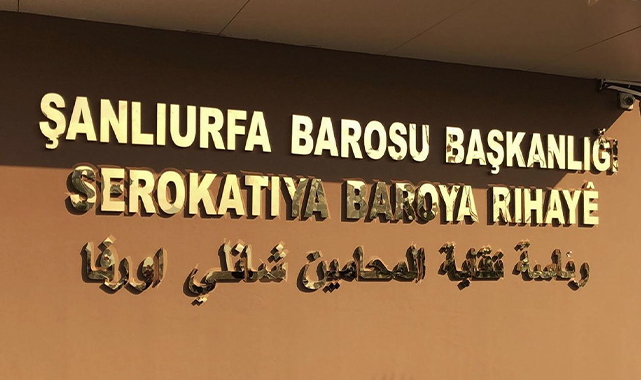 ŞANLIURFA BAROSU BAŞKANLIĞI
SEROKATIYA BAROYA RIHAYÊ
رئاسة نقابة المحامين شانلي اورفا